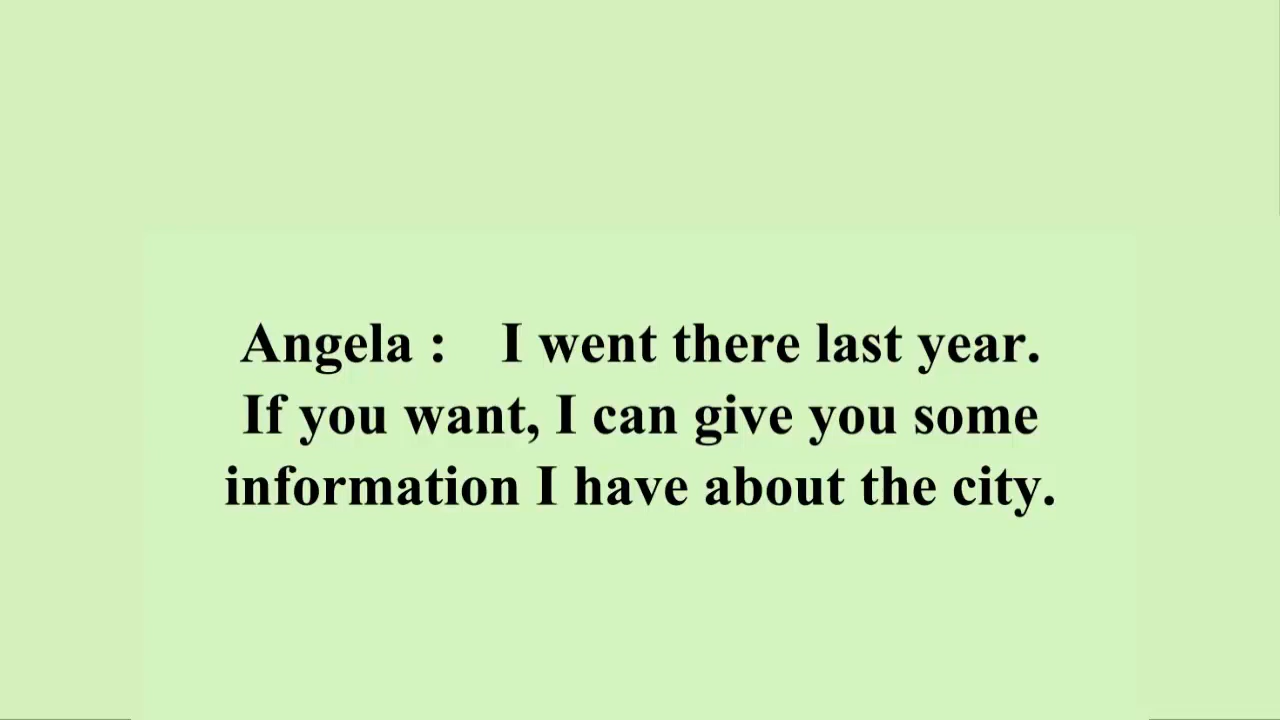 Angela :    I went there last year.
If you want, I can give you some
information I have about the city.